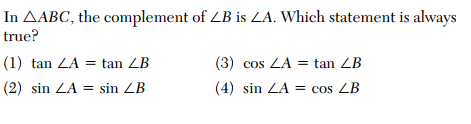 In △ABC, the complement of ∠B is ∠A. Which statement is always
true?
(1) tan ∠A = tan ∠B
(3) cos ∠A = tan ∠B
(2) sin ∠A = sin ∠B
(4) sin ∠A = cos ∠B